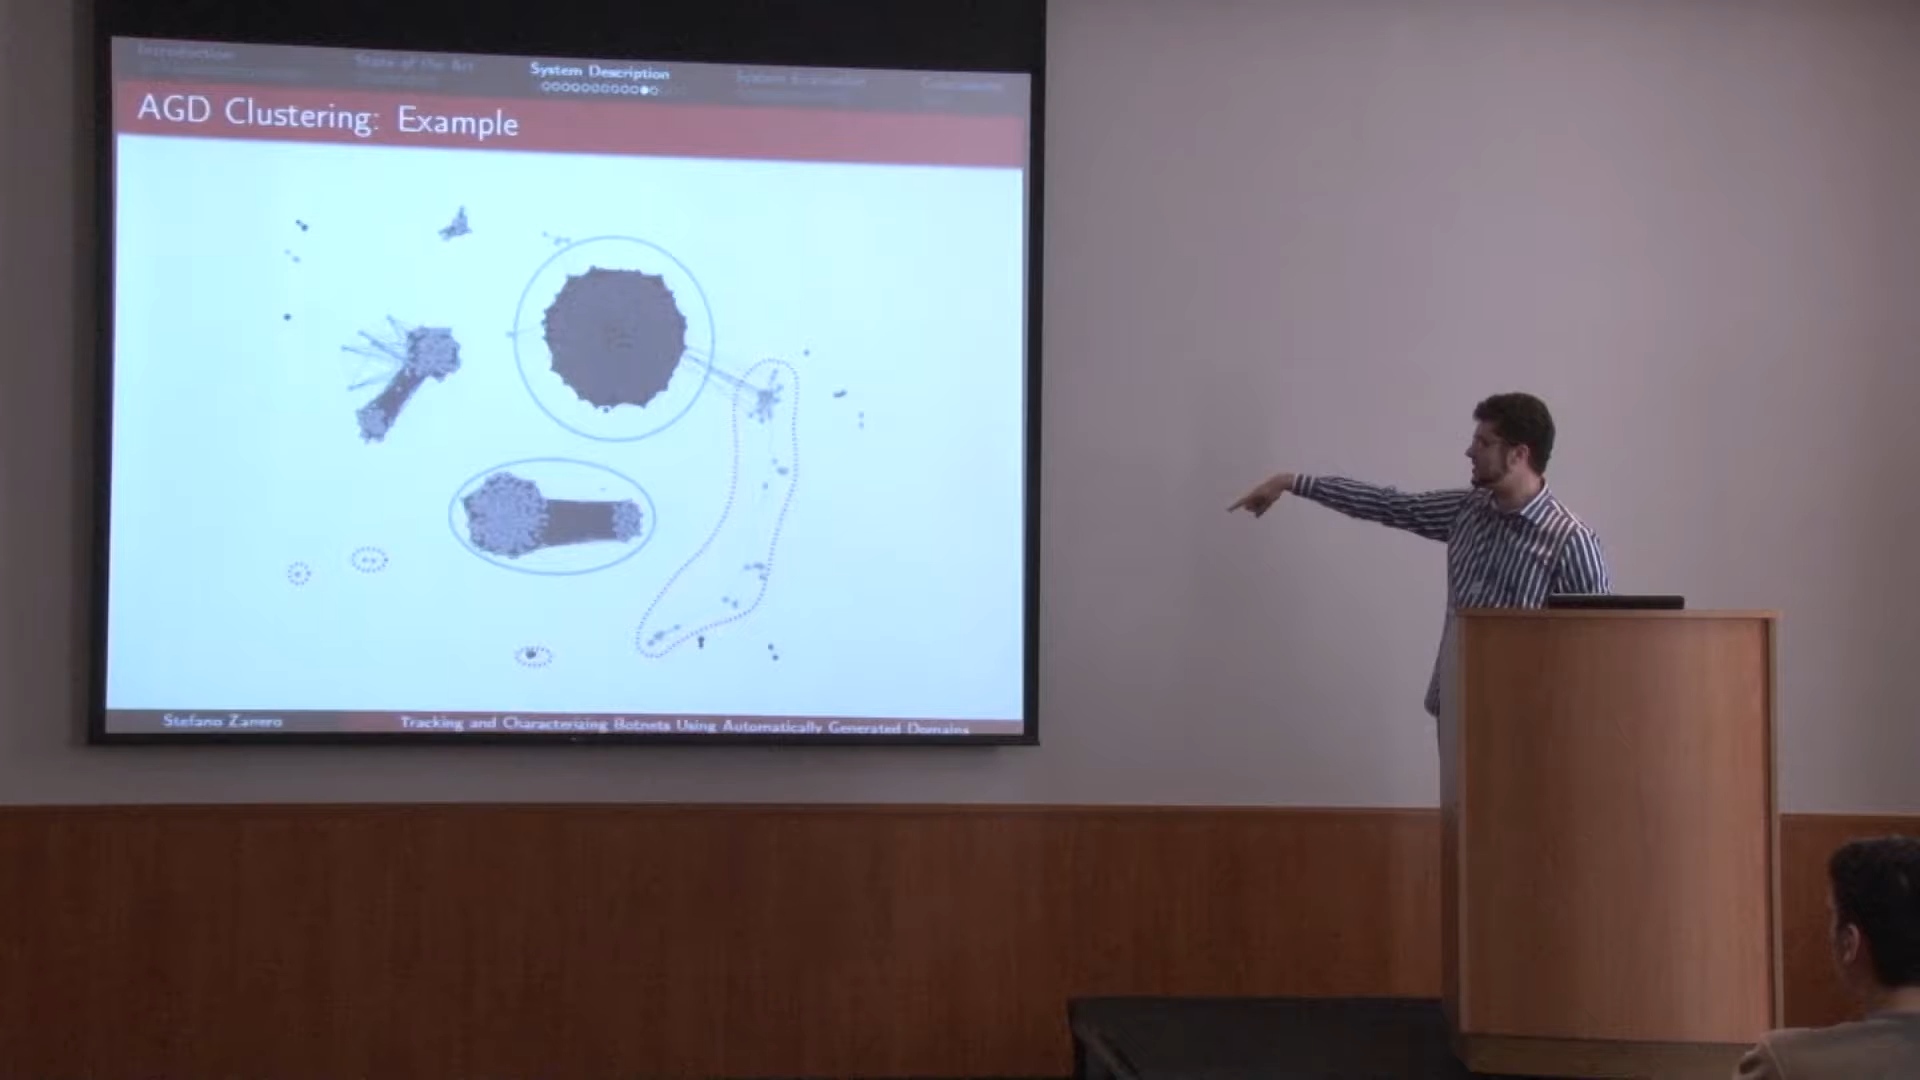 Introduction
State of the Art
System Description
System Evaluation
Conclusions
AGD Clustering: Example
Stefano Zanero
Tracking and Characterizing Botnets Using Automatically Generated Domains